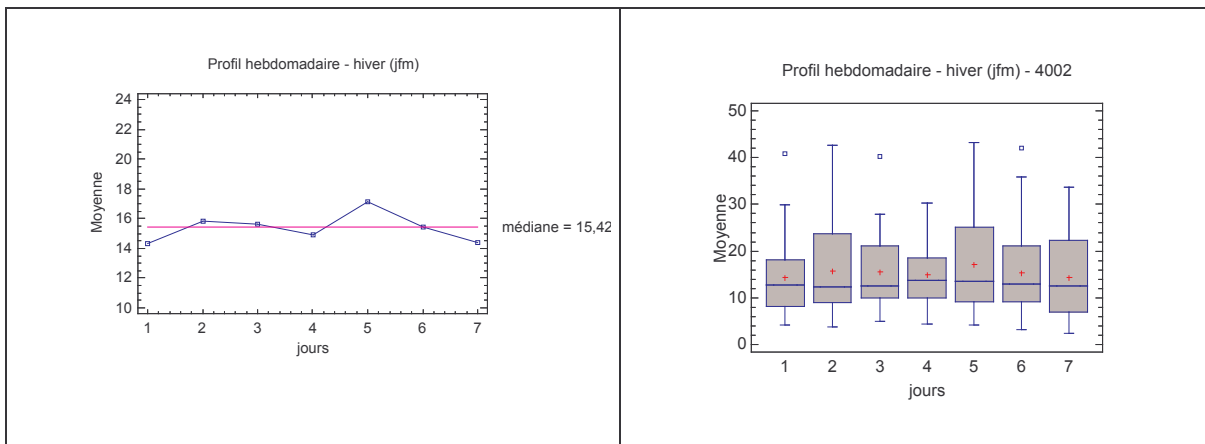 Profil hebdomadaire - hiver (jfm)
24
22
20
18
16
14
12
10
Moyenne
médiane = 15,42
1 2 3 4 5 6 7
jours
Profil hebdomadaire - hiver (jfm) - 4002
50
40
30
20
10
0
Moyenne
1 2 3 4 5 6 7
jours